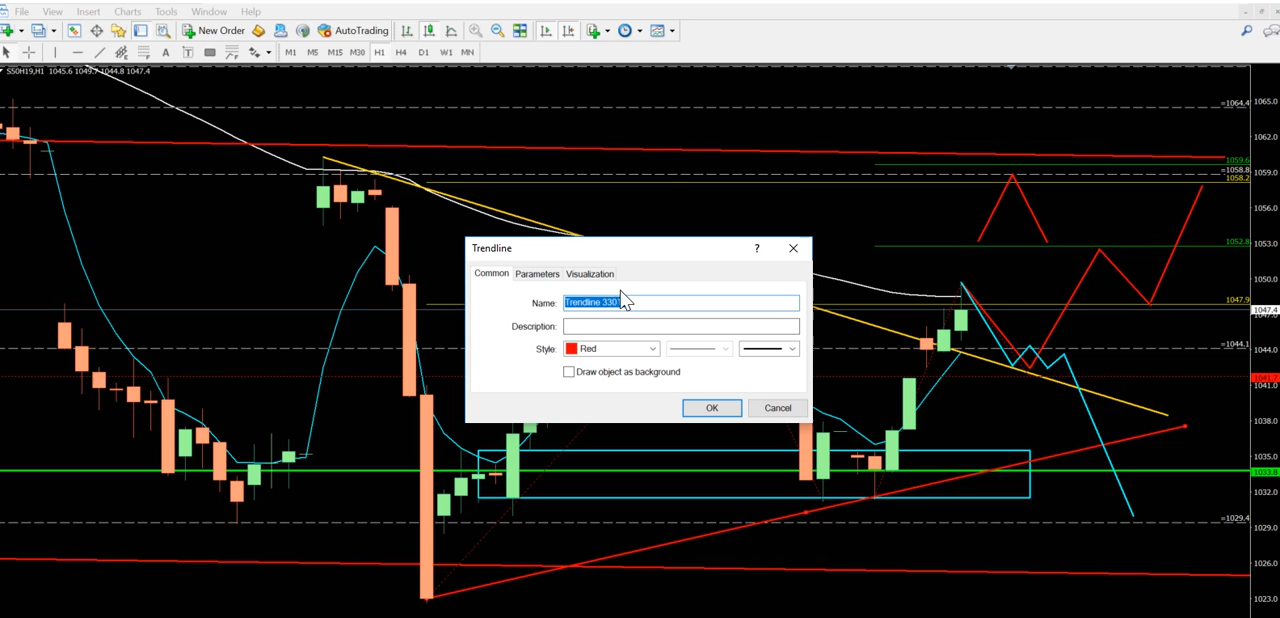 File View Insert Charts Tools Window Help
New Order AutoTrading
A T M1 M5 M15 M30 H1 H4 D1 W1 MN
S50H19,H1 1045.6 1049.7 1044.8 1047.4
1065.0
=1064.4
1062.0
1059.6
=1058.8
1059.0
1058.2
1056.0
1053.0
1052.8
1050.0
1047.9
1047.4
=1044.1
1044.0
1041.7
1041.0
1038.0
1035.0
1033.8
1032.0
=1029.4
1029.0
1026.0
1023.0
Trendline ?
Common Parameters Visualization
Name: Trendline 3301
Description:
Style: Red
Draw object as background
OK Cancel